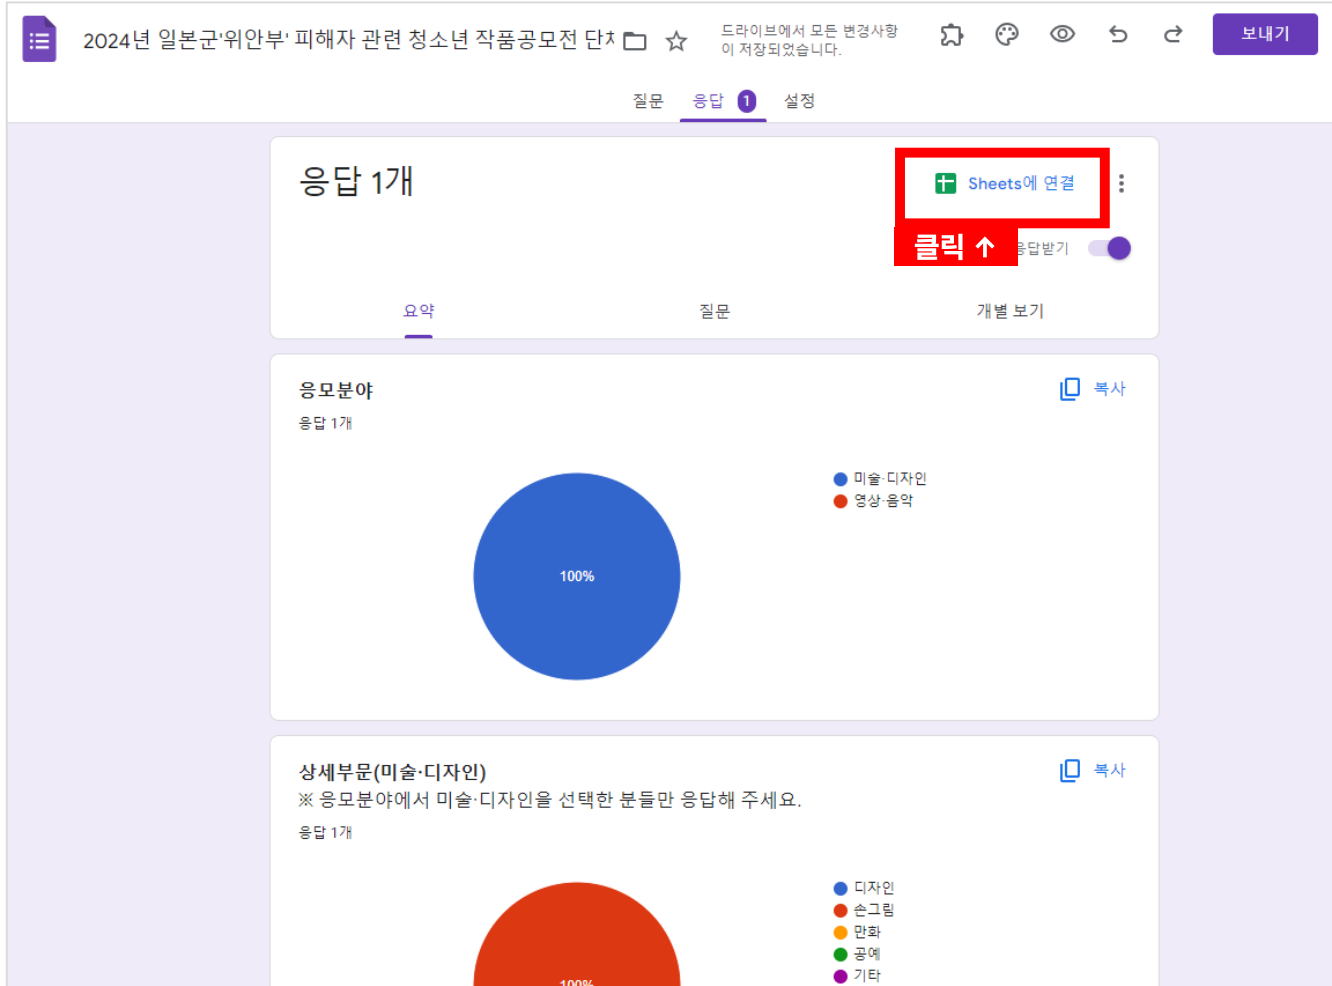 2024년 일본군'위안부' 피해자 관련 청소년 작품공모전 단
드라이브에서 모든 변경사항
이 저장되었습니다.
보내기
질문 응답 1 설정
응답 1개
Sheets에 연결
클릭 ↑
응답받기
요약 질문 개별 보기
응모분야
복사
응답 1개
미술·디자인
영상·음악
100%
상세부문(미술·디자인)
복사
※ 응모분야에서 미술·디자인을 선택한 분들만 응답해 주세요.
응답 1개
디자인
손그림
만화
공예
기타
100%